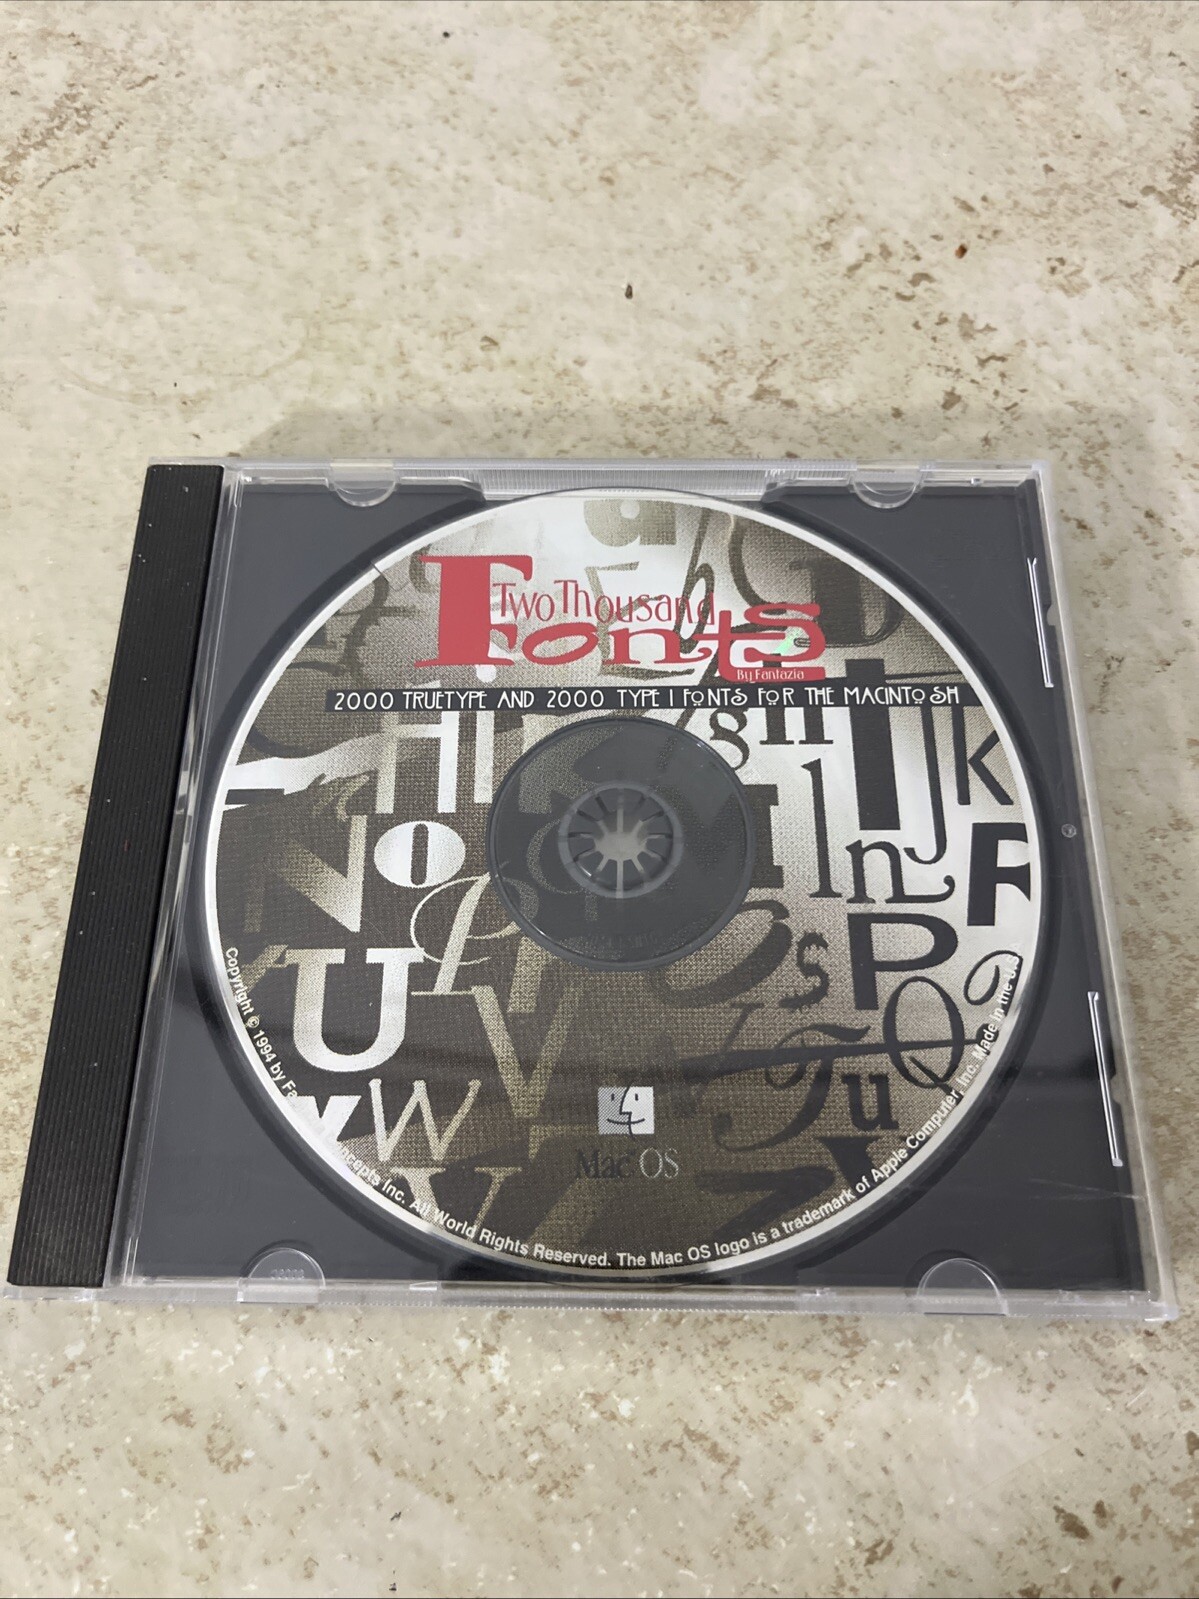 Two Thousand
Fonts
By Fantazia
2000 TRUETYPE AND 2000 TYPE 1 FONTS FOR THE MACINTOSH
Mac OS
Copyright © 1994 by Fa ncepts Inc. All World Rights Reserved. The Mac OS logo is a trademark of Apple Computer, Inc. Made in the U.S